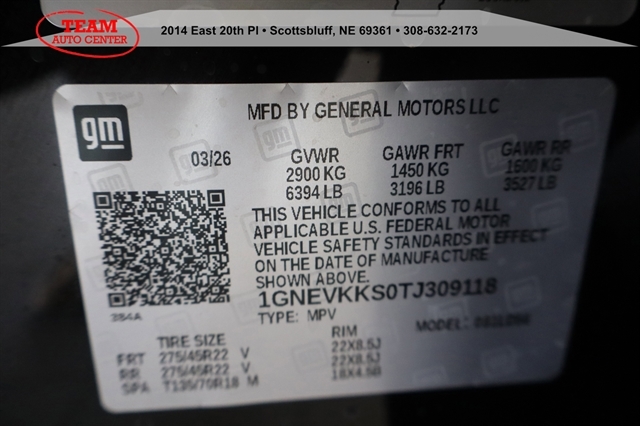 TEAM
AUTO CENTER
2014 East 20th Pl • Scottsbluff, NE 69361 • 308-632-2173
gm
MFD BY GENERAL MOTORS LLC
03/26 GVWR GAWR FRT GAWR RR
2900 KG 1450 KG 1600 KG
6394 LB 3196 LB 3527 LB
THIS VEHICLE CONFORMS TO ALL
APPLICABLE U.S. FEDERAL MOTOR
VEHICLE SAFETY STANDARDS IN EFFECT
ON THE DATE OF MANUFACTURE
SHOWN ABOVE.
1GNEVKKS0TJ309118
384A TYPE: MPV MODEL:
TIRE SIZE RIM
FRT 275/45R22 V 22X8.5J
RR 275/45R22 V 22X8.5J
SPA T135/70R18 M 18X4.5B